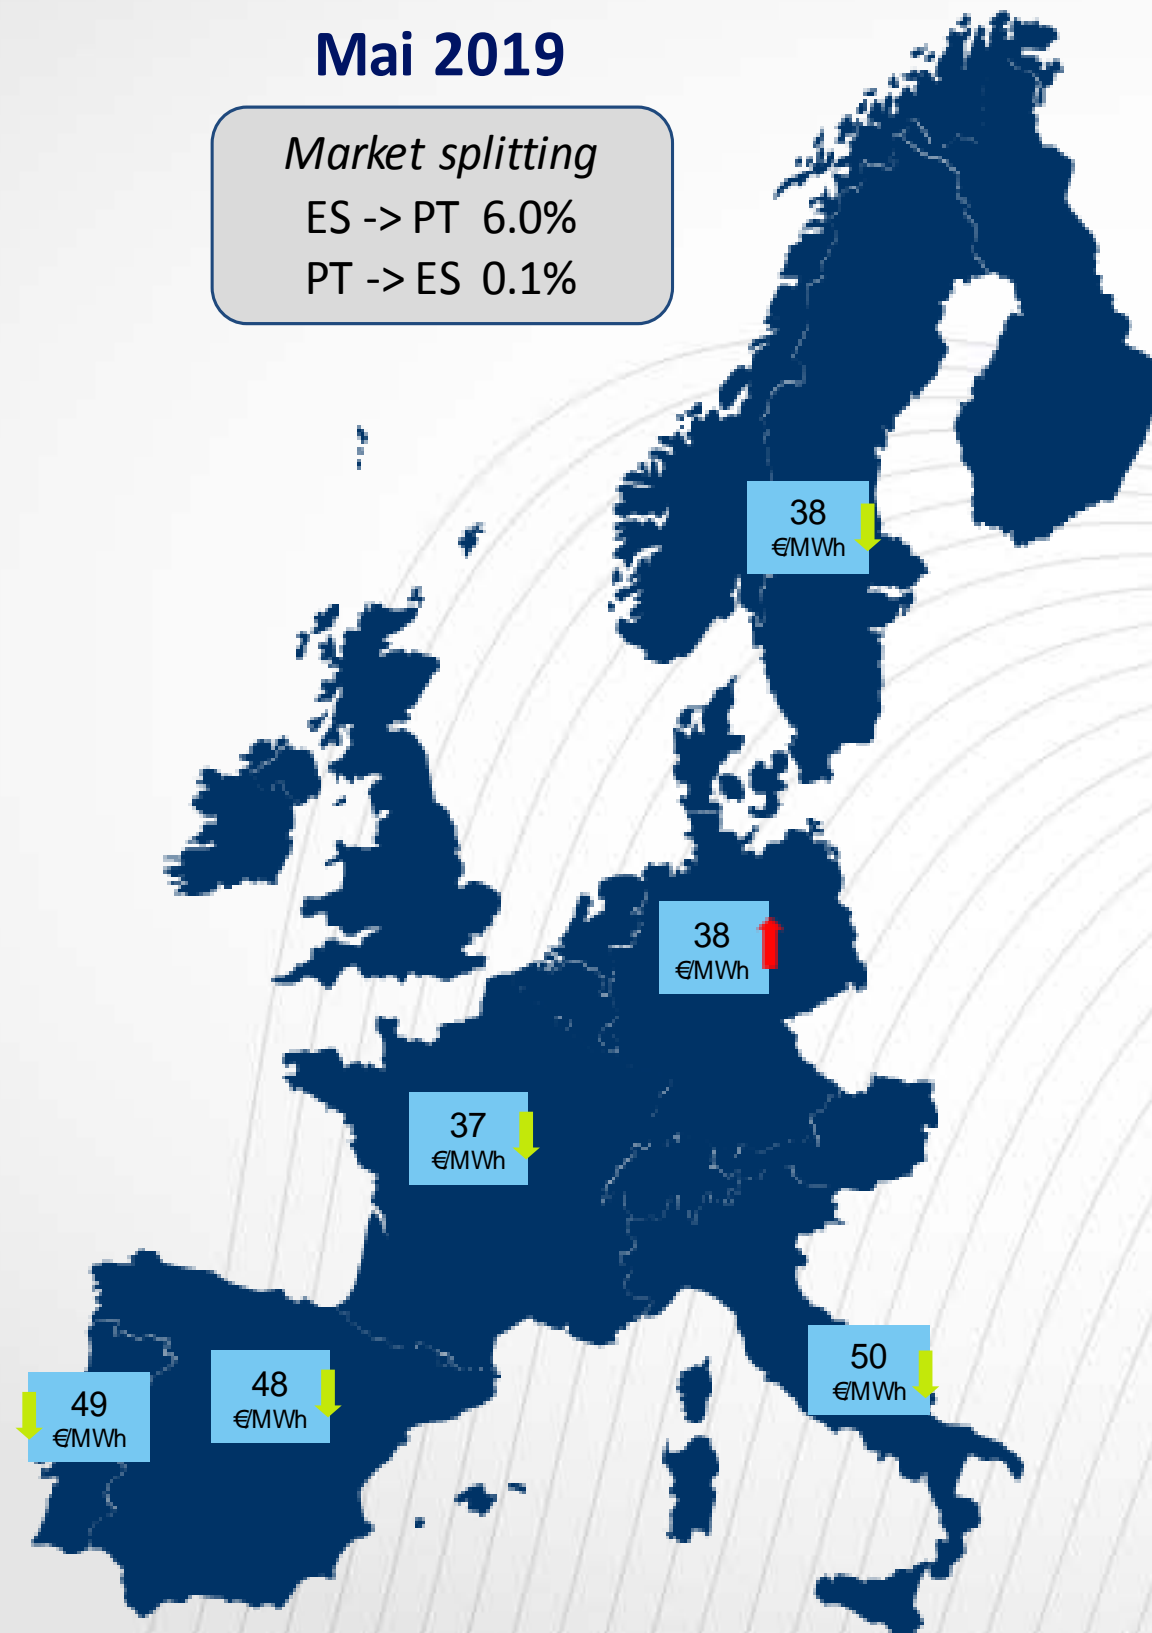 Mai 2019
Market splitting
ES -> PT 6.0%
PT -> ES 0.1%
38
€/MWh
38
€/MWh
37
€/MWh
50
€/MWh
48
€/MWh
49
€/MWh